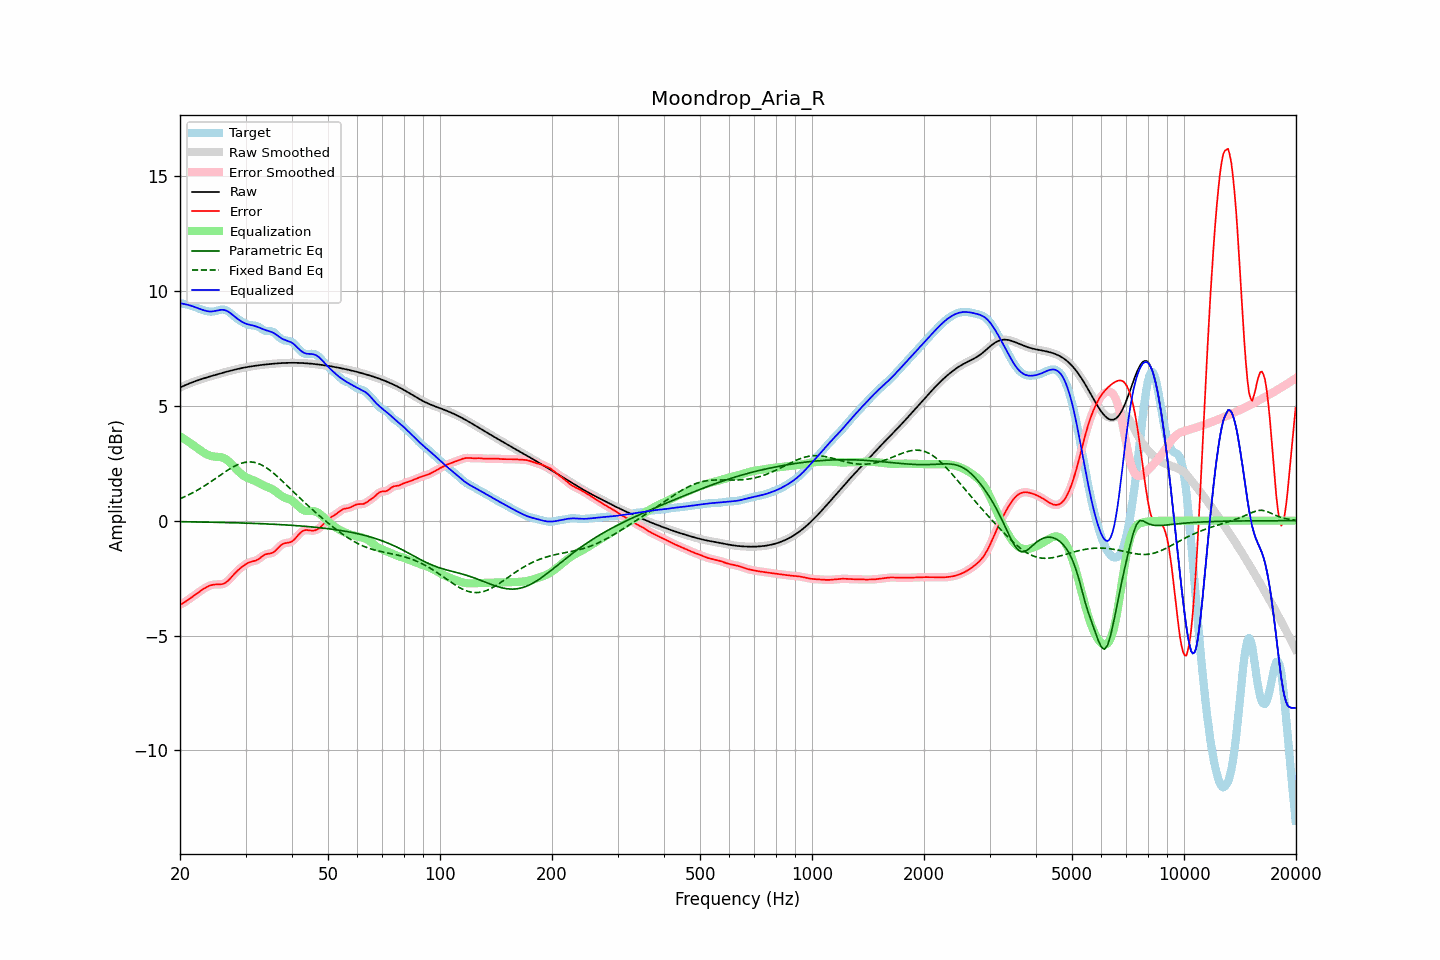 Moondrop_Aria_R
Target
Raw Smoothed
Error Smoothed
Raw
Error
Equalization
Parametric Eq
Fixed Band Eq
Equalized
15
10
5
0
−5
−10
Amplitude (dBr)
20
50
100
200
500
1000
2000
5000
10000
20000
Frequency (Hz)